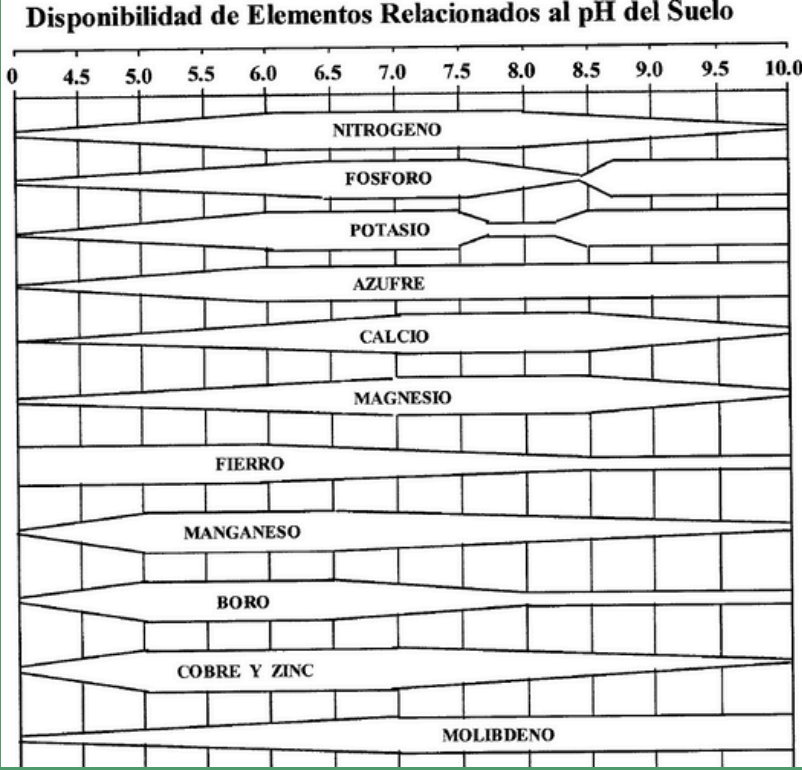 Disponibilidad de Elementos Relacionados al pH del Suelo
0 4.5 5.0 5.5 6.0 6.5 7.0 7.5 8.0 8.5 9.0 9.5 10.0
NITROGENO
FOSFORO
POTASIO
AZUFRE
CALCIO
MAGNESIO
FIERRO
MANGANESO
BORO
COBRE Y ZINC
MOLIBDENO